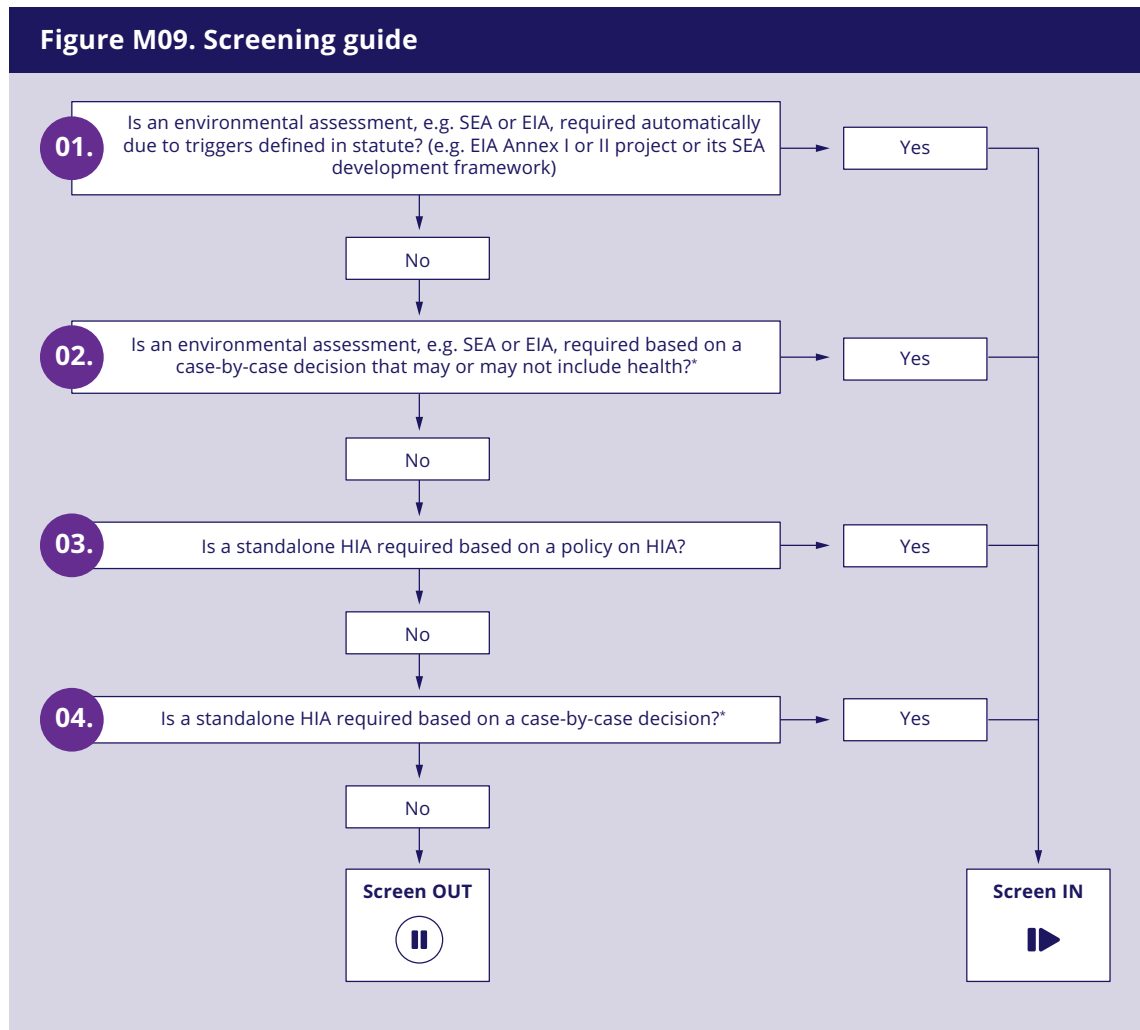 Figure M09. Screening guide
01.
Is an environmental assessment, e.g. SEA or EIA, required automatically
due to triggers defined in statute? (e.g. EIA Annex I or II project or its SEA
development framework)
Yes
No
02.
Is an environmental assessment, e.g. SEA or EIA, required based on a
case-by-case decision that may or may not include health?*
Yes
No
03.
Is a standalone HIA required based on a policy on HIA?
Yes
No
04.
Is a standalone HIA required based on a case-by-case decision?*
Yes
No
Screen OUT
Screen IN